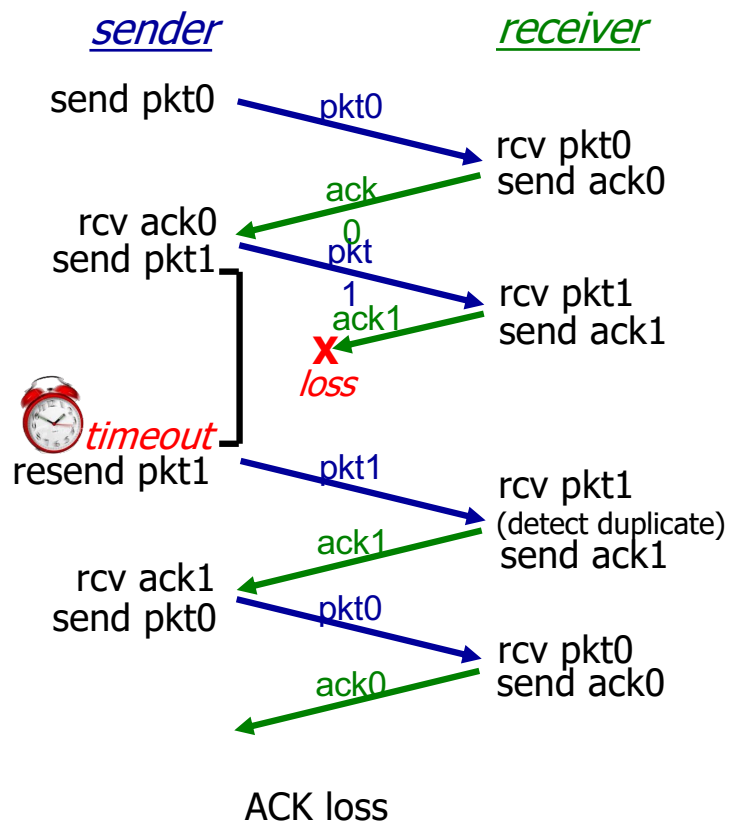 sender
receiver
send pkt0
pkt0
rcv pkt0
send ack0
ack
0
rcv ack0
send pkt1
pkt
1
rcv pkt1
send ack1
ack1
X
loss
timeout
resend pkt1
pkt1
rcv pkt1
(detect duplicate)
send ack1
ack1
rcv ack1
send pkt0
pkt0
rcv pkt0
send ack0
ack0
ACK loss